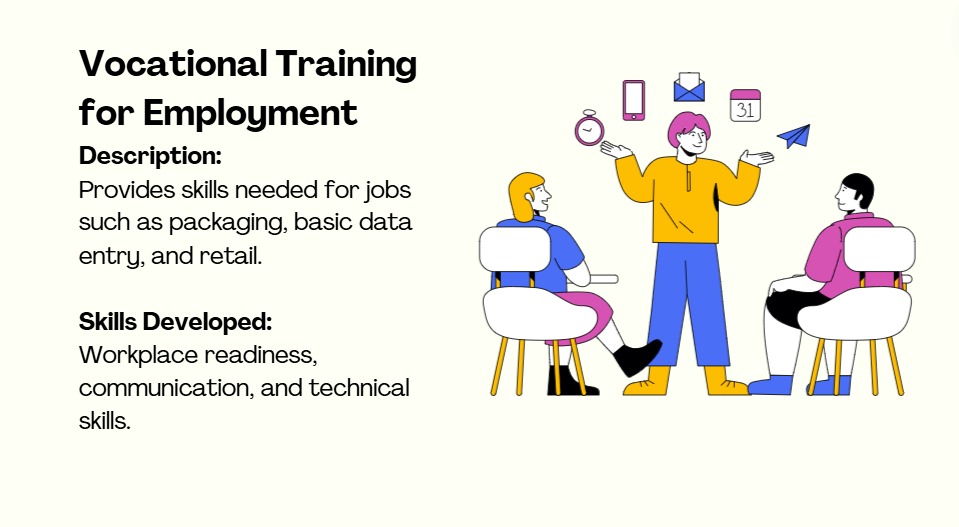 Vocational Training
for Employment
Description:
Provides skills needed for jobs
such as packaging, basic data
entry, and retail.
Skills Developed:
Workplace readiness,
communication, and technical
skills.
31